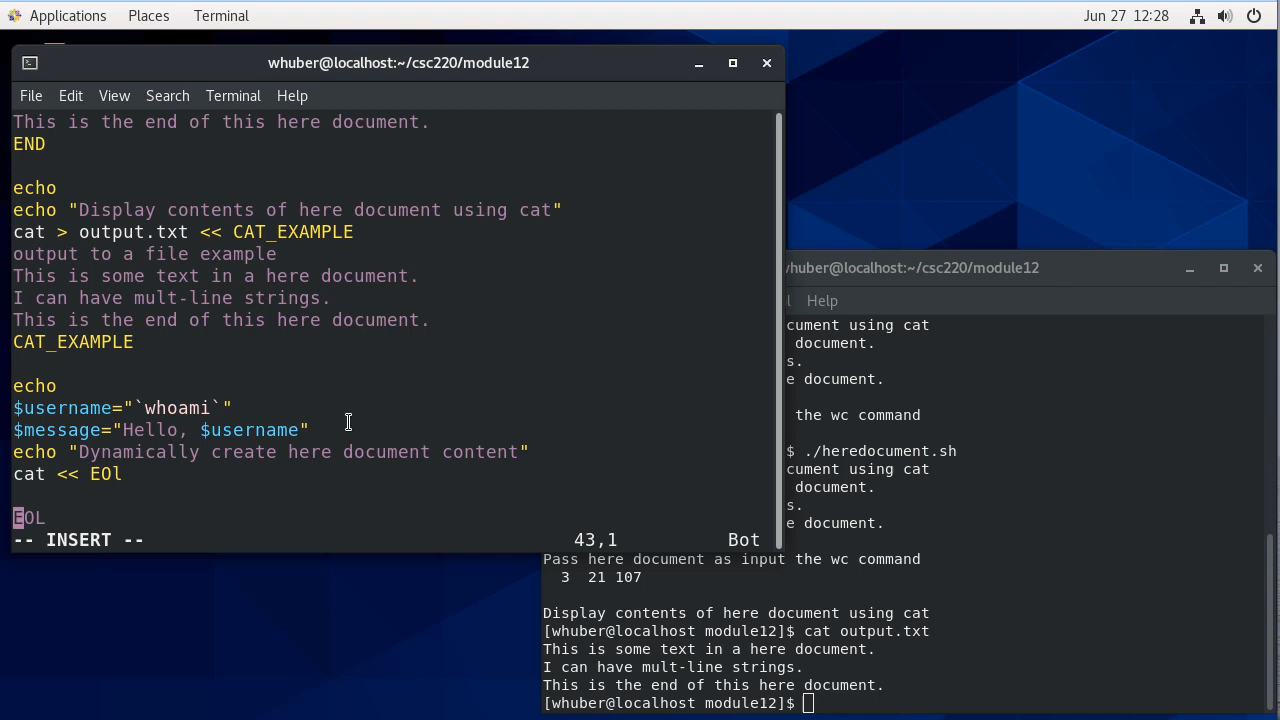 Applications Places Terminal Jun 27 12:28
whuber@localhost:~/csc220/module12
File Edit View Search Terminal Help
This is the end of this here document.
END
echo
echo "Display contents of here document using cat"
cat > output.txt << CAT_EXAMPLE
output to a file example
This is some text in a here document.
I can have mult-line strings.
This is the end of this here document.
CAT_EXAMPLE
echo
$username="`whoami`"
$message="Hello, $username"
echo "Dynamically create here document content"
cat << EOl
EOL
-- INSERT -- 43,1 Bot
whuber@localhost:~/csc220/module12
l Help
cument using cat
document.
s.
e document.
the wc command
$ ./heredocument.sh
cument using cat
document.
s.
e document.
Pass here document as input the wc command
3 21 107
Display contents of here document using cat
[whuber@localhost module12]$ cat output.txt
This is some text in a here document.
I can have mult-line strings.
This is the end of this here document.
[whuber@localhost module12]$